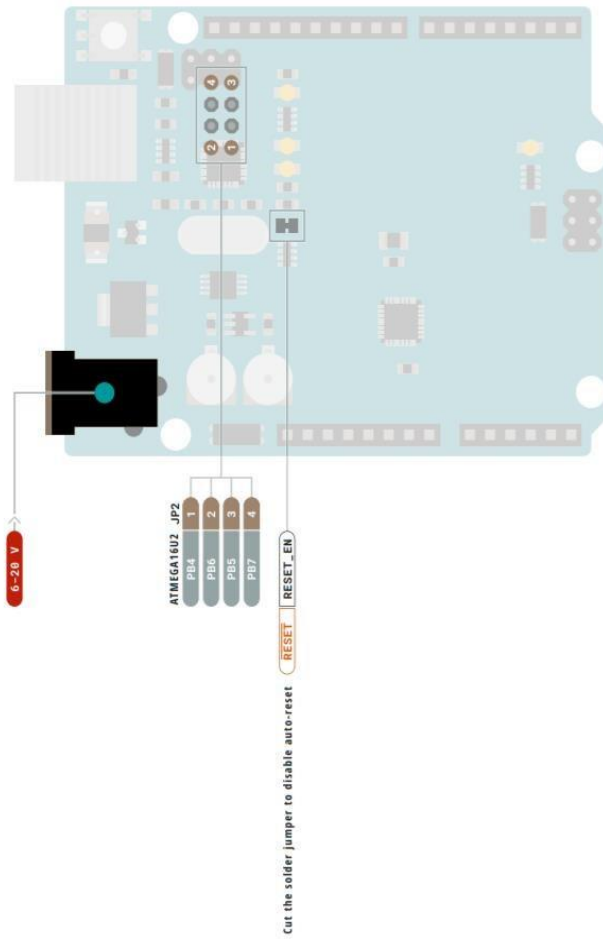 6-20 V
ATMEGA16U2 JP2
PB4 1
PB6 2
PB5 3
PB7 4
RESET RESET_EN
Cut the solder jumper to disable auto-reset
2 4
1 3